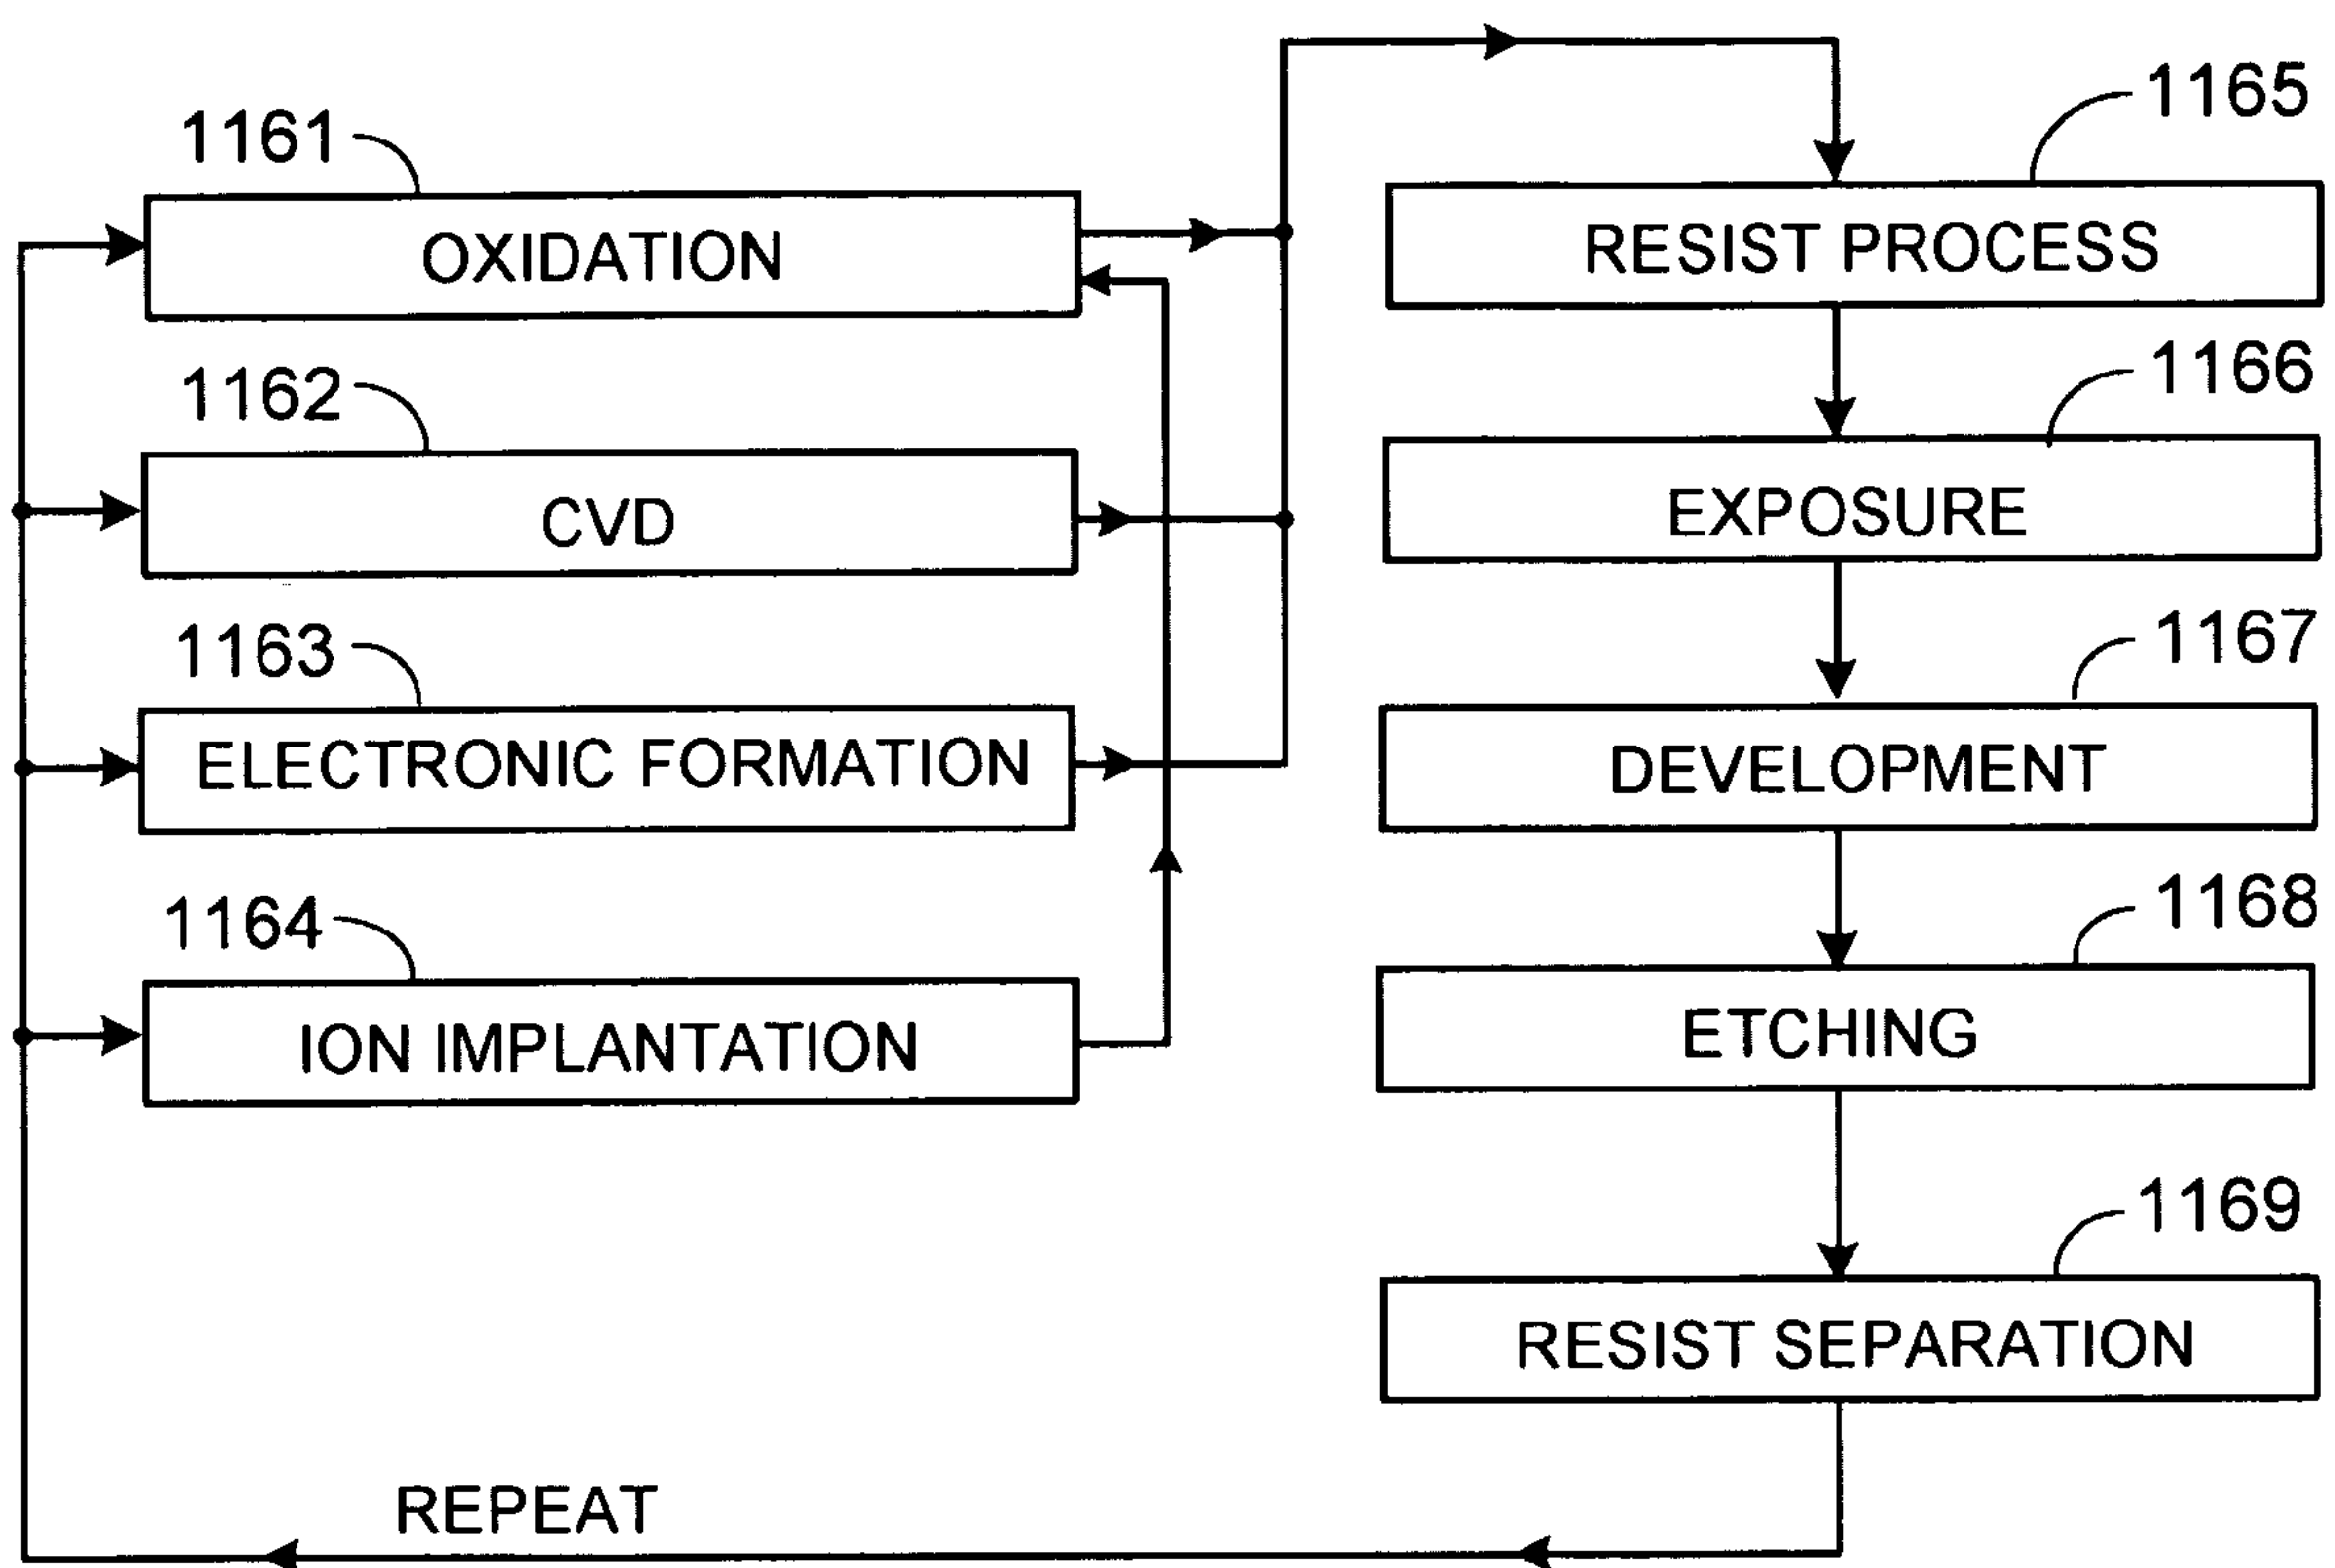 1161
OXIDATION
1162
CVD
1163
ELECTRONIC FORMATION
1164
ION IMPLANTATION
1165
RESIST PROCESS
1166
EXPOSURE
1167
DEVELOPMENT
1168
ETCHING
1169
RESIST SEPARATION
REPEAT